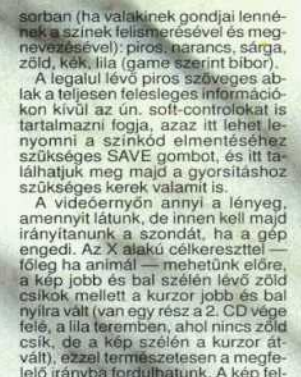 sorban (ha valakinek gondjai lenné-
nek a színek felismerésével és meg-
nevezésével): piros, narancs, sárga,
zöld, kék, lila (game szerint bíbor).
A legalul lévő piros szöveges ab-
lak a teljesen felesleges információ-
kon kívül az ún. soft-controlokat is
tartalmazni fogja, azaz itt lehet le-
nyomni a színkód elmentéséhez
szükséges SAVE gombot, és itt ta-
lálhatjuk meg majd a gyorsításhoz
szükséges kerek valamit is.
A videóernyőn annyi a lényeg,
amennyit látunk, de innen kell majd
irányítanunk a szondát, ha a gép
engedi. Az X alakú célkereszttel —
főleg ha animál — mehetünk előre,
a kép jobb és bal szélén lévő zöld
csíkok mellett a kurzor jobb és bal
nyílra vált (van egy rész a 2. CD vége
felé, a lila teremben, ahol nincs zöld
csík, de a kép szélén a kurzor át-
vált), ezzel természetesen a megfe-
lelő irányba fordulhatunk. A kép fel-